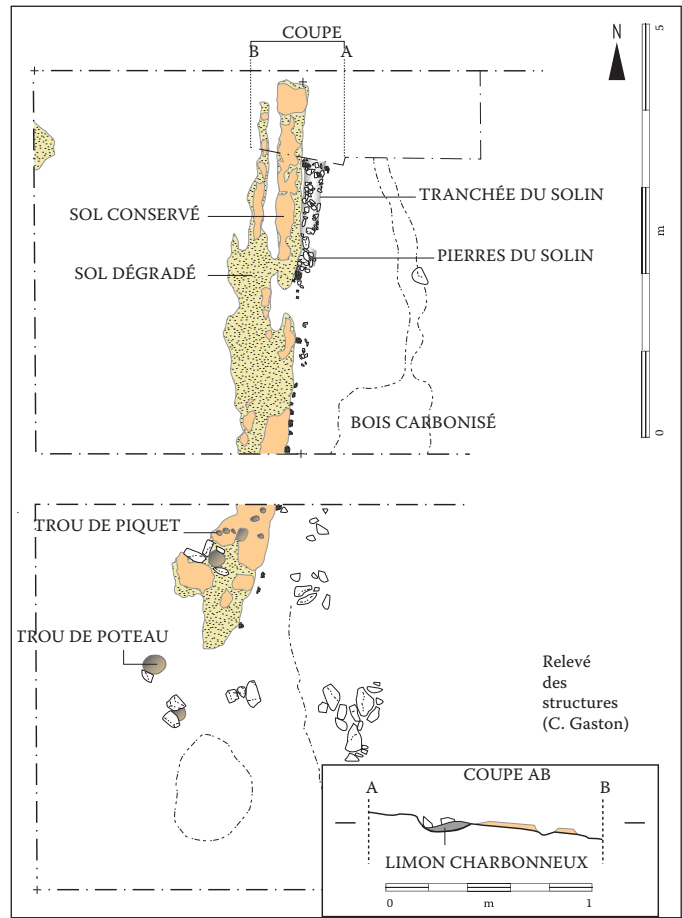 COUPE
B
A
N
5
TRANCHÉE DU SOLIN
SOL CONSERVÉ
m
PIERRES DU SOLIN
SOL DÉGRADÉ
BOIS CARBONISÉ
0
TROU DE PIQUET
TROU DE POTEAU
Relevé
des
structures
(C. Gaston)
COUPE AB
A
B
LIMON CHARBONNEUX
0
m
1